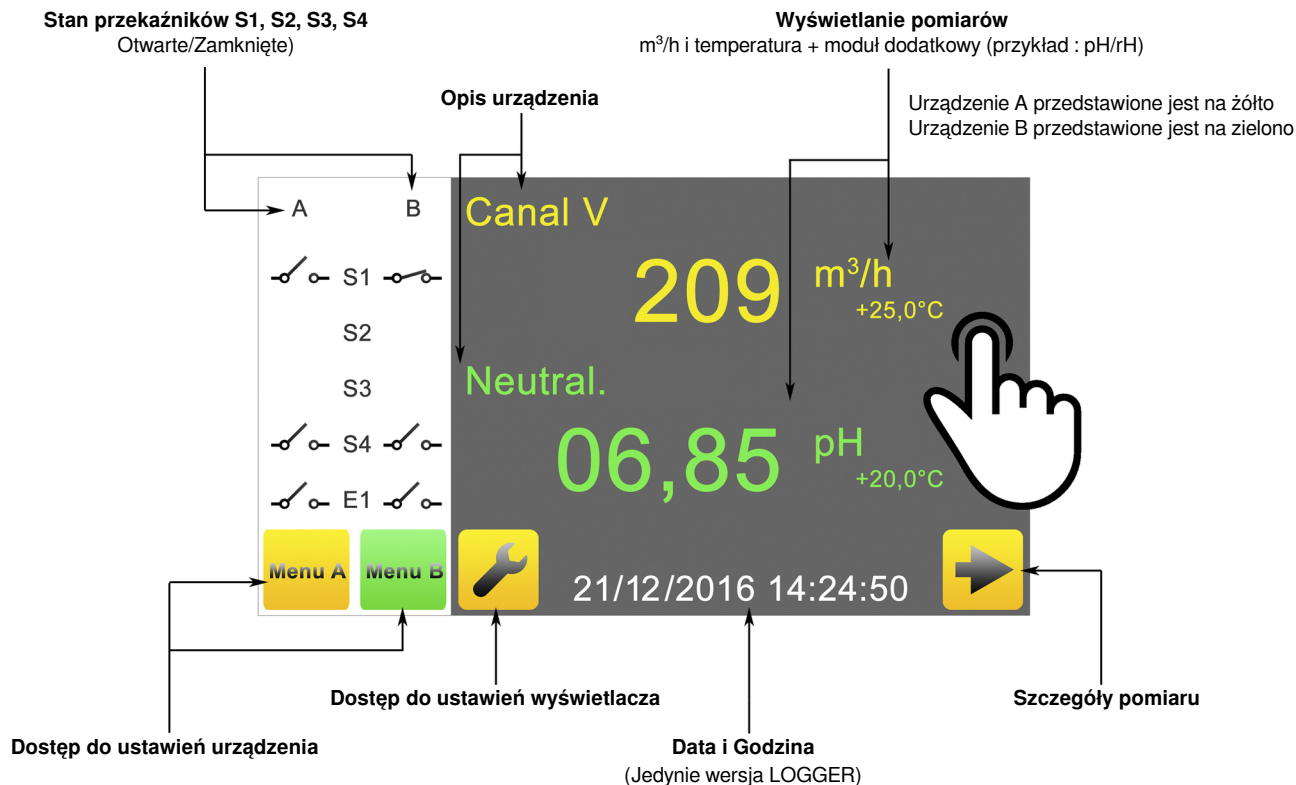 Stan przekaźników S1, S2, S3, S4
Otwarte/Zamknięte)
Wyświetlanie pomiarów
m³/h i temperatura + moduł dodatkowy (przykład : pH/rH)
Opis urządzenia
Urządzenie A przedstawione jest na żółto
Urządzenie B przedstawione jest na zielono
A B
Canal V
209 m³/h
+25,0°C
S1
S2
S3
S4
E1
Neutral.
06,85 pH
+20,0°C
Menu A Menu B
21/12/2016 14:24:50
Dostęp do ustawień wyświetlacza
Szczegóły pomiaru
Dostęp do ustawień urządzenia
Data i Godzina
(Jedynie wersja LOGGER)